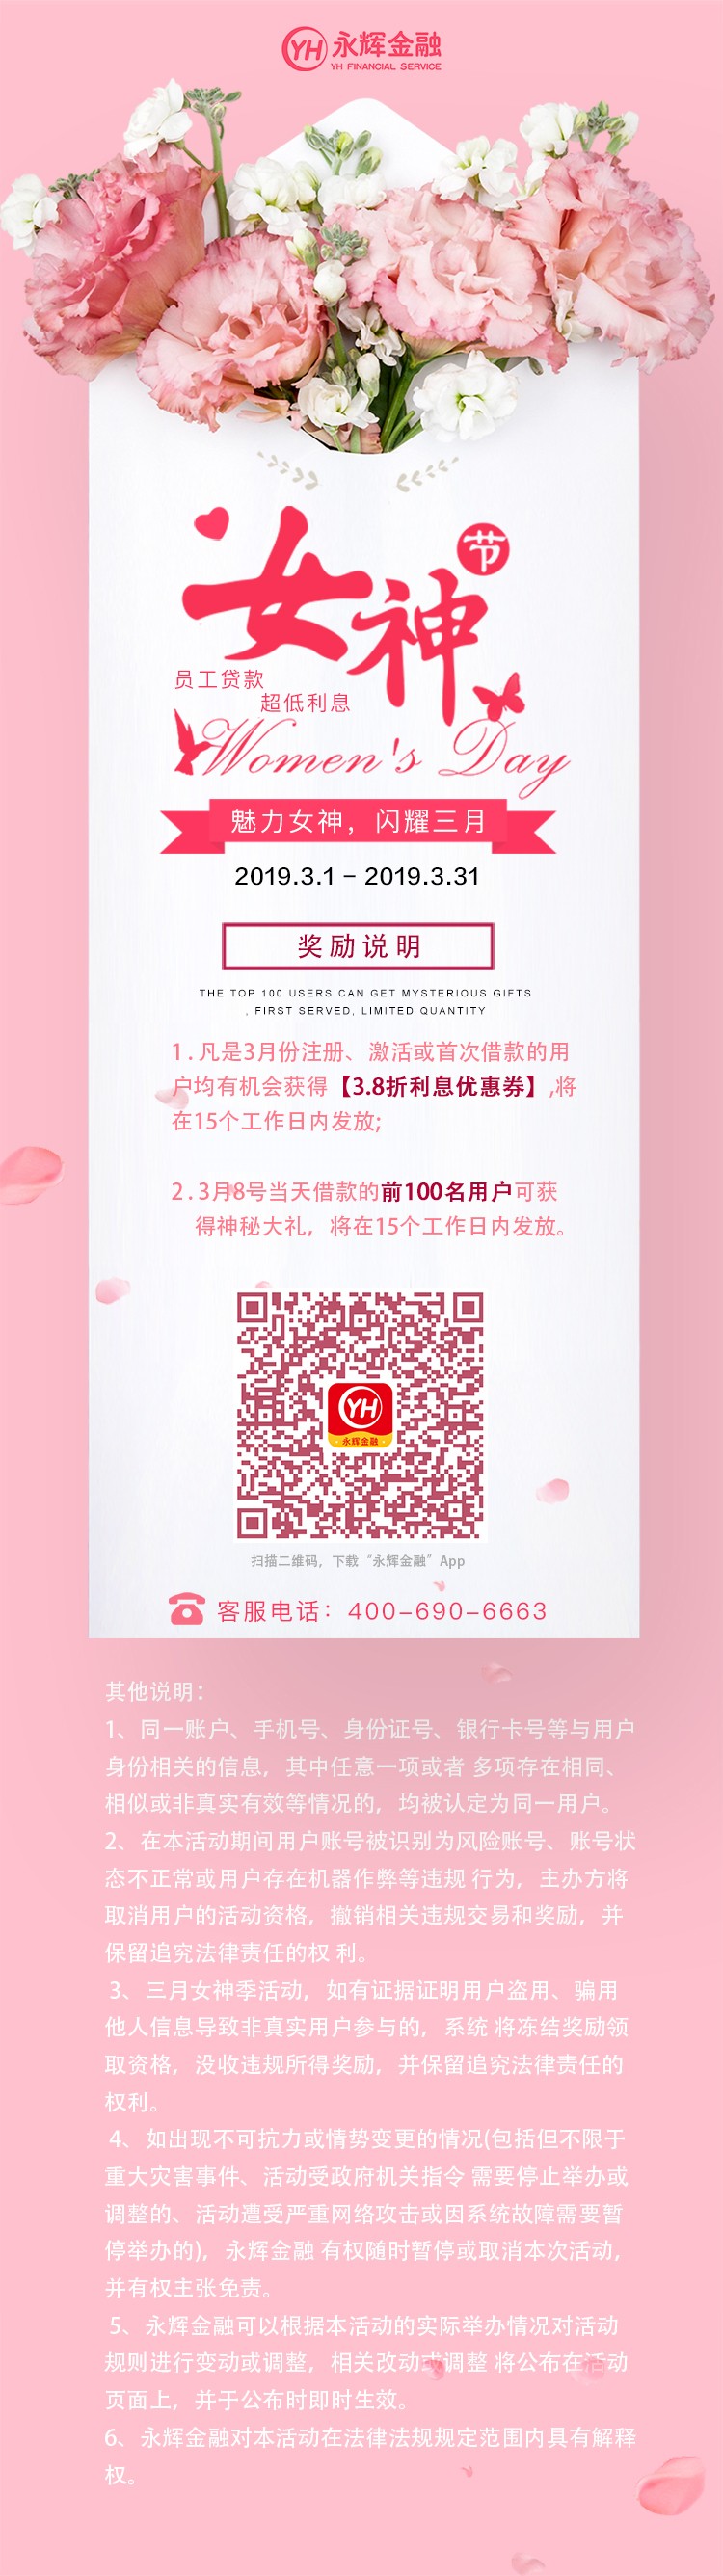 YH 永辉金融
YH FINANCIAL SERVICE
女神
节
员工贷款
超低利息
Women's Day
魅力女神，闪耀三月
2019.3.1 – 2019.3.31
奖励说明
THE TOP 100 USERS CAN GET MYSTERIOUS GIFTS
, FIRST SERVED, LIMITED QUANTITY
1.凡是3月份注册、激活或首次借款的用
户均有机会获得【3.8折利息优惠券】,将
在15个工作日内发放;
2.3月8号当天借款的前100名用户可获
得神秘大礼，将在15个工作日内发放。
YH
永辉金融
扫描二维码，下载“永辉金融”App
客服电话：400–690–6663
其他说明：
1、同一账户、手机号、身份证号、银行卡号等与用户
身份相关的信息，其中任意一项或者 多项存在相同、
相似或非真实有效等情况的，均被认定为同一用户。
2、在本活动期间用户账号被识别为风险账号、账号状
态不正常或用户存在机器作弊等违规 行为，主办方将
取消用户的活动资格，撤销相关违规交易和奖励，并
保留追究法律责任的权 利。
3、三月女神季活动，如有证据证明用户盗用、骗用
他人信息导致非真实用户参与的，系统 将冻结奖励领
取资格，没收违规所得奖励，并保留追究法律责任的
权利。
4、如出现不可抗力或情势变更的情况(包括但不限于
重大灾害事件、活动受政府机关指令 需要停止举办或
调整的、活动遭受严重网络攻击或因系统故障需要暂
停举办的)，永辉金融 有权随时暂停或取消本次活动，
并有权主张免责。
5、永辉金融可以根据本活动的实际举办情况对活动
规则进行变动或调整，相关改动或调整 将公布在活动
页面上，并于公布时即时生效。
6、永辉金融对本活动在法律法规规定范围内具有解释
权。